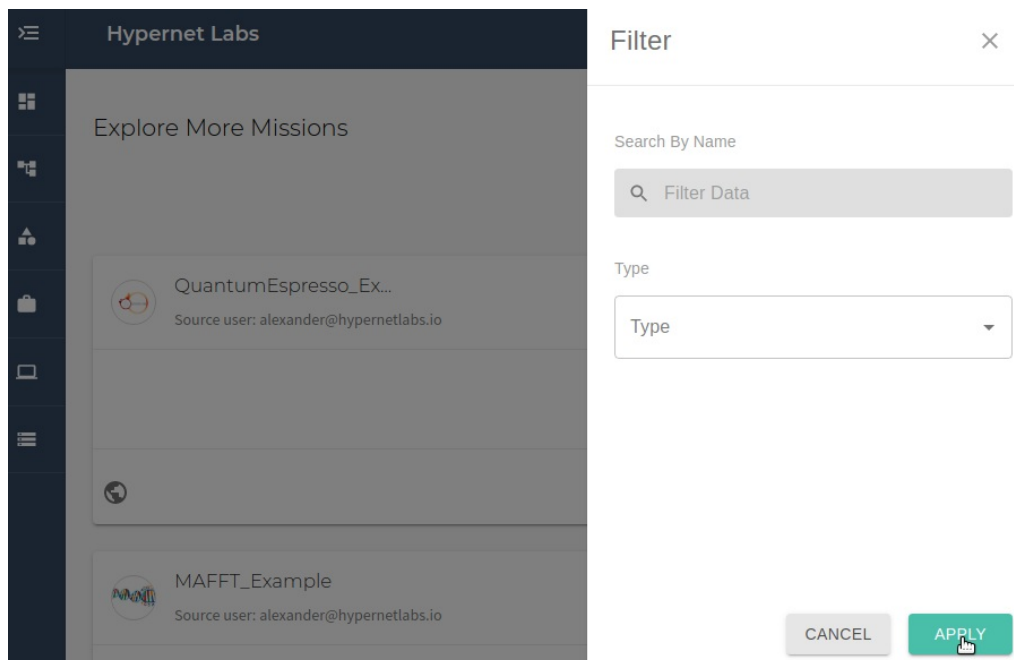 Hypernet Labs
Explore More Missions
QuantumEspresso_Ex...
Source user: alexander@hypernetlabs.io
MAFFT_Example
Source user: alexander@hypernetlabs.io
Filter
Search By Name
Filter Data
Type
Type
CANCEL
APPLY